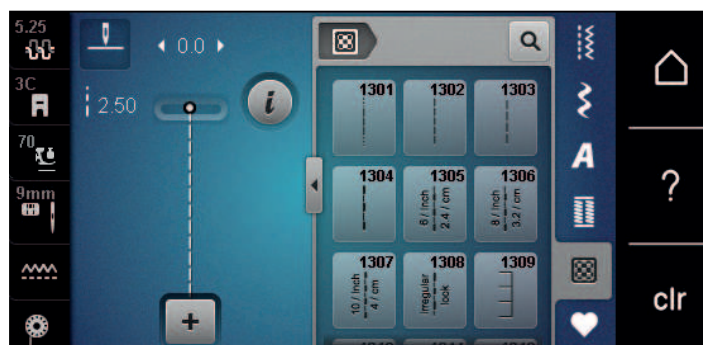 5.25
3C
70
9mm
0.0
2.50
i
1301
1302
1303
1304
1305
6 / Inch
2.4 / cm
1306
8 / Inch
3.2 / cm
1307
10 / Inch
4 / cm
1308
irregular
look
1309
A
?
clr